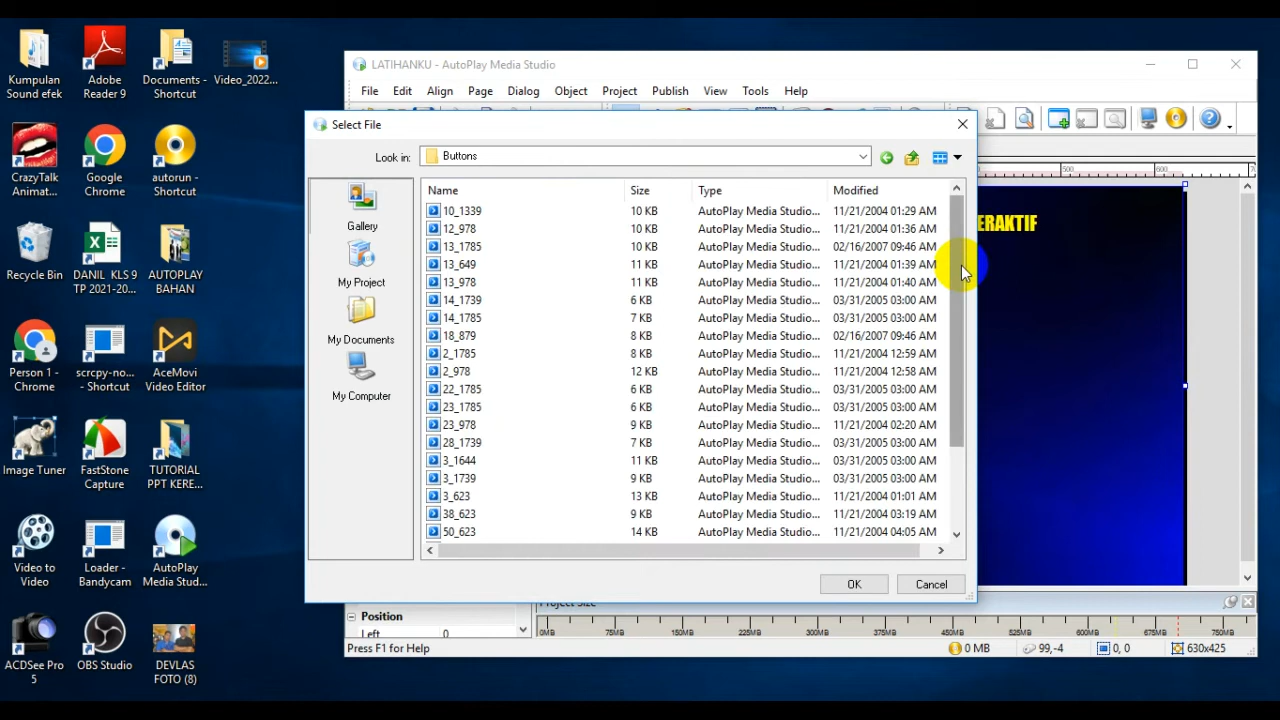 Kumpulan
Sound efek
Adobe
Reader 9
Documents -
Shortcut
Video_2022...
CrazyTalk
Animat...
Google
Chrome
autorun -
Shortcut
Recycle Bin
DANIL_KLS 9
TP 2021-20...
AUTOPLAY
BAHAN
Person 1 -
Chrome
scrcpy-no...
- Shortcut
AceMovi
Video Editor
Image Tuner
FastStone
Capture
TUTORIAL
PPT KERE...
Video to
Video
Loader -
Bandycam
AutoPlay
Media Stud...
ACDSee Pro
5
OBS Studio
DEVLAS
FOTO (8)
LATIHANKU - AutoPlay Media Studio
File Edit Align Page Dialog Object Project Publish View Tools Help
Select File
Look in: Buttons
Gallery
My Project
My Documents
My Computer
Name Size Type Modified
10_1339 10 KB AutoPlay Media Studio... 11/21/2004 01:29 AM
12_978 10 KB AutoPlay Media Studio... 11/21/2004 01:36 AM
13_1785 10 KB AutoPlay Media Studio... 02/16/2007 09:46 AM
13_649 11 KB AutoPlay Media Studio... 11/21/2004 01:39 AM
13_978 11 KB AutoPlay Media Studio... 11/21/2004 01:40 AM
14_1739 6 KB AutoPlay Media Studio... 03/31/2005 03:00 AM
14_1785 7 KB AutoPlay Media Studio... 03/31/2005 03:00 AM
18_879 8 KB AutoPlay Media Studio... 02/16/2007 09:46 AM
2_1785 8 KB AutoPlay Media Studio... 11/21/2004 12:59 AM
2_978 12 KB AutoPlay Media Studio... 11/21/2004 12:58 AM
22_1785 6 KB AutoPlay Media Studio... 03/31/2005 03:00 AM
23_1785 6 KB AutoPlay Media Studio... 03/31/2005 03:00 AM
23_978 9 KB AutoPlay Media Studio... 11/21/2004 02:20 AM
28_1739 7 KB AutoPlay Media Studio... 03/31/2005 03:00 AM
3_1644 11 KB AutoPlay Media Studio... 03/31/2005 03:00 AM
3_1739 9 KB AutoPlay Media Studio... 03/31/2005 03:00 AM
3_623 13 KB AutoPlay Media Studio... 11/21/2004 01:01 AM
38_623 9 KB AutoPlay Media Studio... 11/21/2004 03:19 AM
50_623 14 KB AutoPlay Media Studio... 11/21/2004 04:05 AM
OK Cancel
500 600
ERAKTIF
Position
Left 0
Project Size
0MB 75MB 150MB 225MB 300MB 375MB 450MB 525MB 600MB 675MB 750MB
Press F1 for Help 0 MB 99,-4 0, 0 630x425